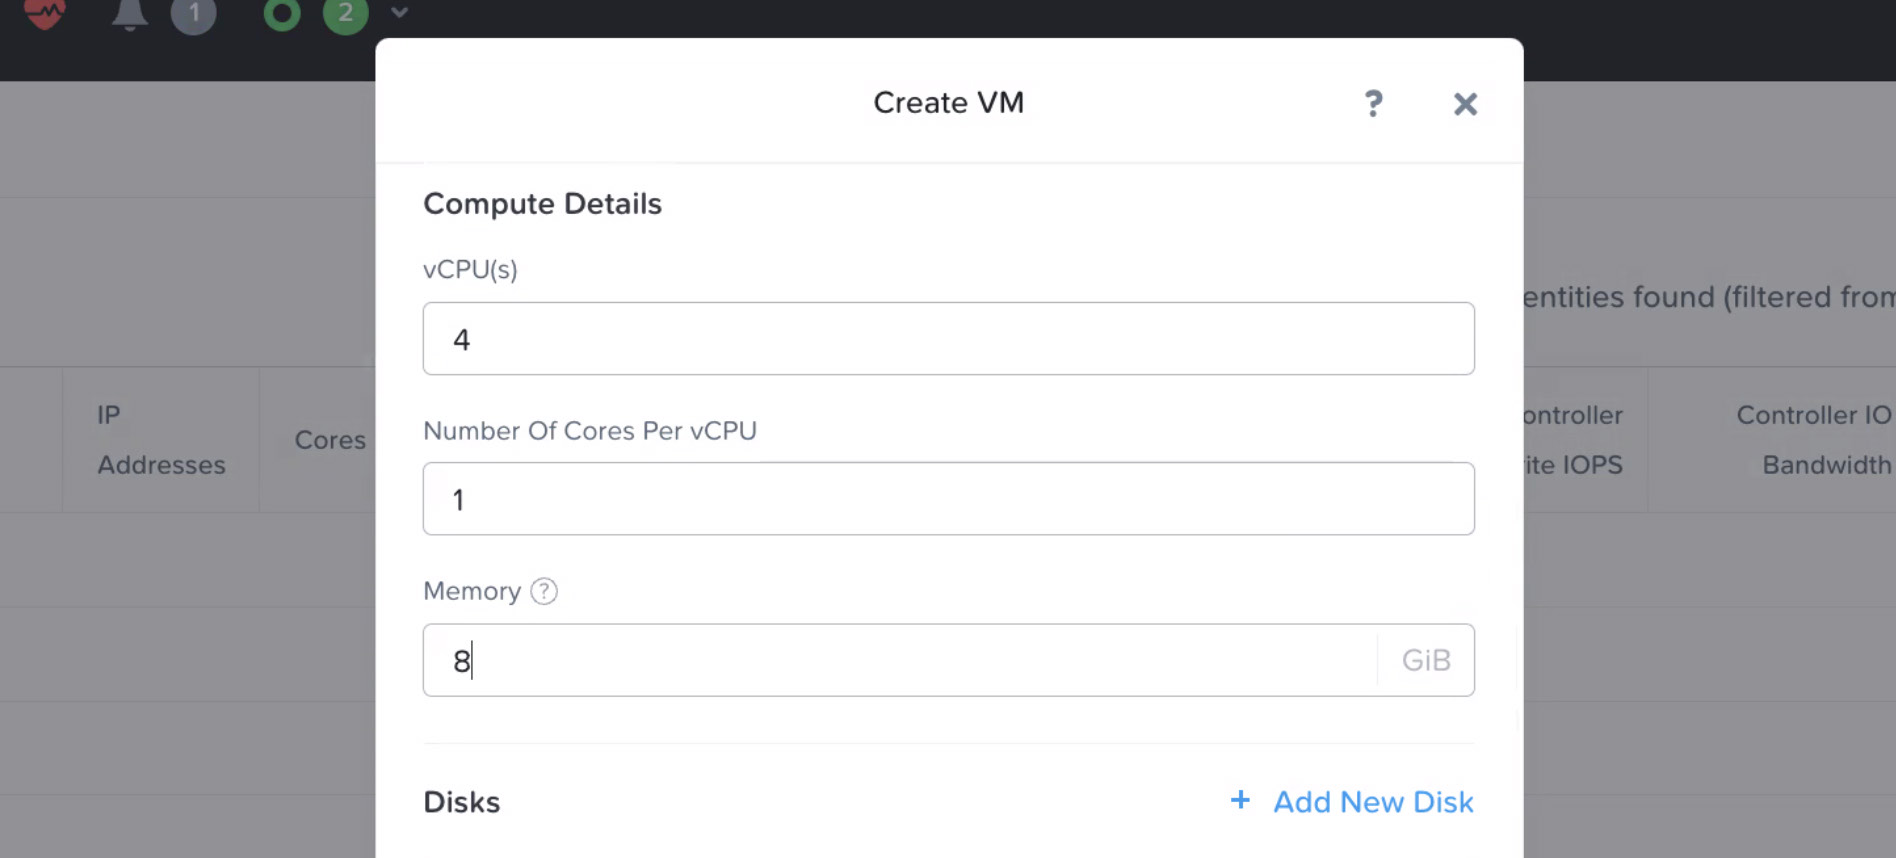 1
2
Create VM
?
Compute Details
vCPU(s)
4
entities found (filtered from
IP
Addresses
Cores
Number Of Cores Per vCPU
1
ontroller
ite IOPS
Controller IO
Bandwidth
Memory ?
8
GiB
Disks
+ Add New Disk